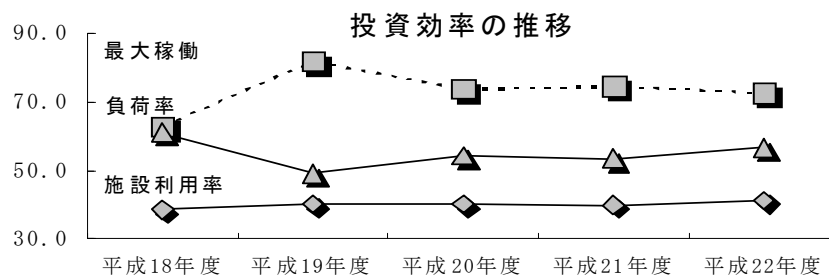 投資効率の推移
90.0
70.0
50.0
30.0
最大稼働
負荷率
施設利用率
平成18年度
平成19年度
平成20年度
平成21年度
平成22年度